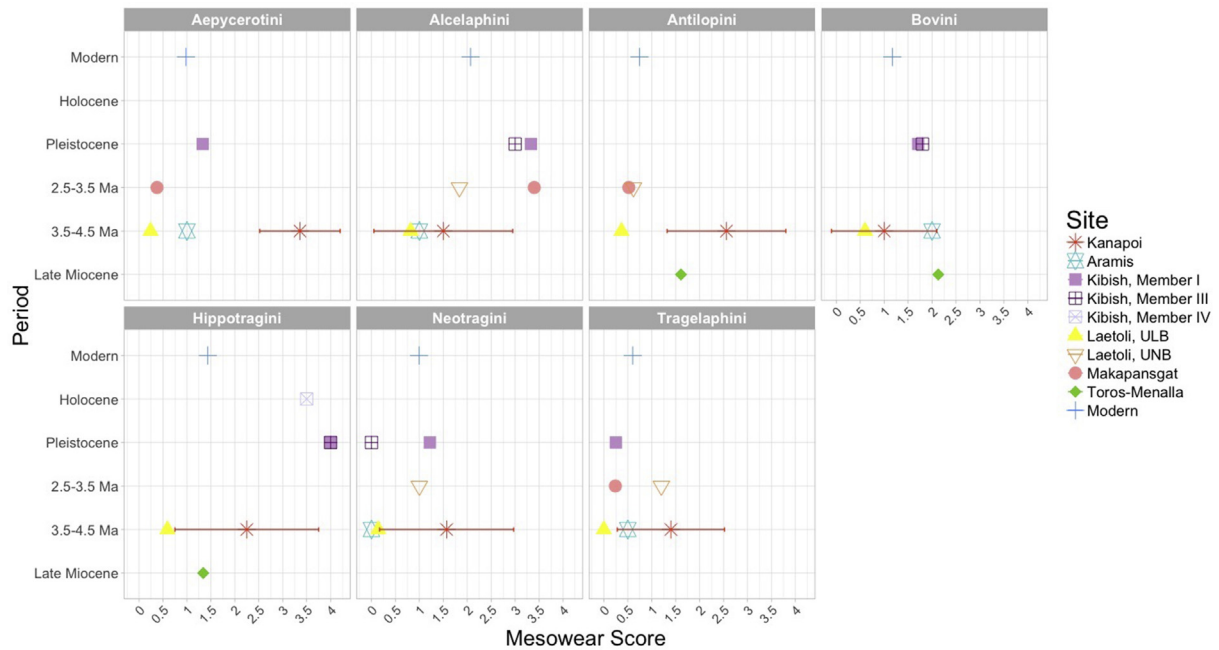 Aepycerotini Alcelaphini Antilopini Bovini
Modern
Holocene
Pleistocene
2.5-3.5 Ma
3.5-4.5 Ma
Late Miocene
0 0.5 1 1.5 2 2.5 3 3.5 4
Hippotragini Neotragini Tragelaphini
Modern
Holocene
Pleistocene
2.5-3.5 Ma
3.5-4.5 Ma
Late Miocene
0 0.5 1 1.5 2 2.5 3 3.5 4 0 0.5 1 1.5 2 2.5 3 3.5 4 0 0.5 1 1.5 2 2.5 3 3.5 4
Period
Mesowear Score
Site
Kanapoi
Aramis
Kibish, Member I
Kibish, Member III
Kibish, Member IV
Laetoli, ULB
Laetoli, UNB
Makapansgat
Toros-Menalla
Modern